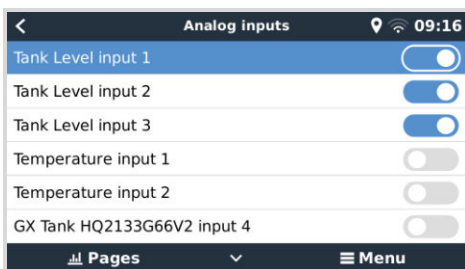 Analog inputs 09:16
Tank Level input 1
Tank Level input 2
Tank Level input 3
Temperature input 1
Temperature input 2
GX Tank HQ2133G66V2 input 4
Pages Menu